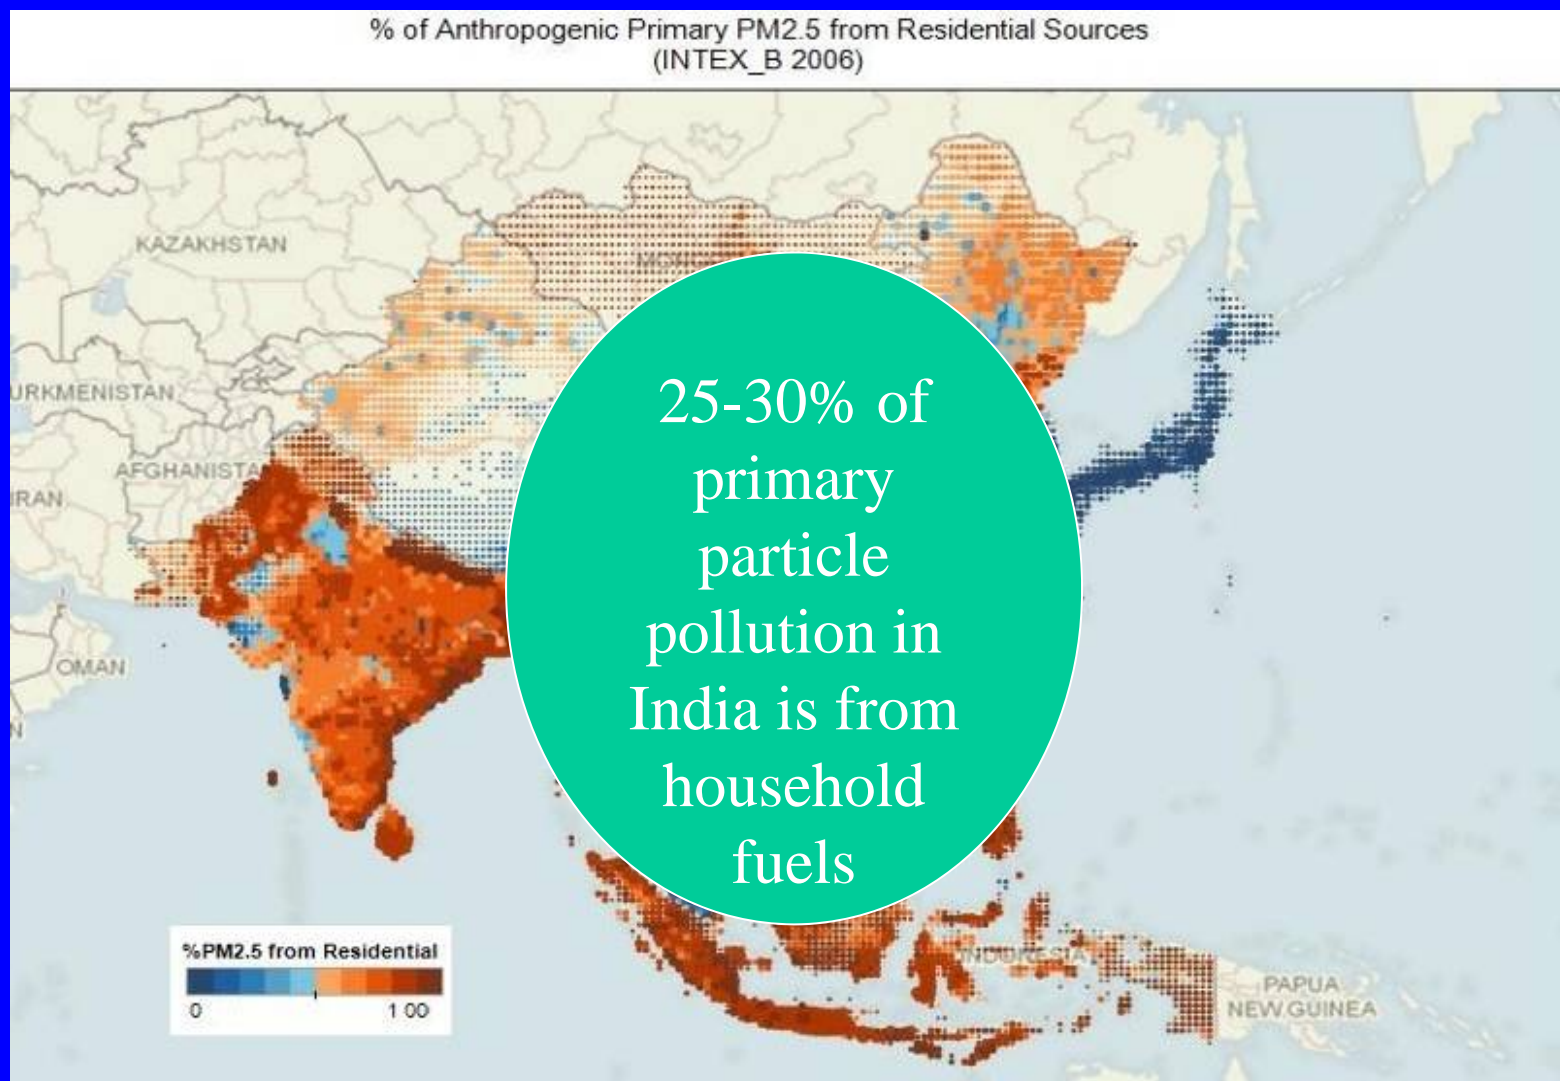 % of Anthropogenic Primary PM2.5 from Residential Sources
(INTEX_B 2006)
KAZAKHSTAN
URKMENISTAN
AFGHANISTA
IRAN
OMAN
N
25-30% of
primary
particle
pollution in
India is from
household
fuels
%PM2.5 from Residential
0
1 00
INDONESIA
PAPUA
NEW GUINEA